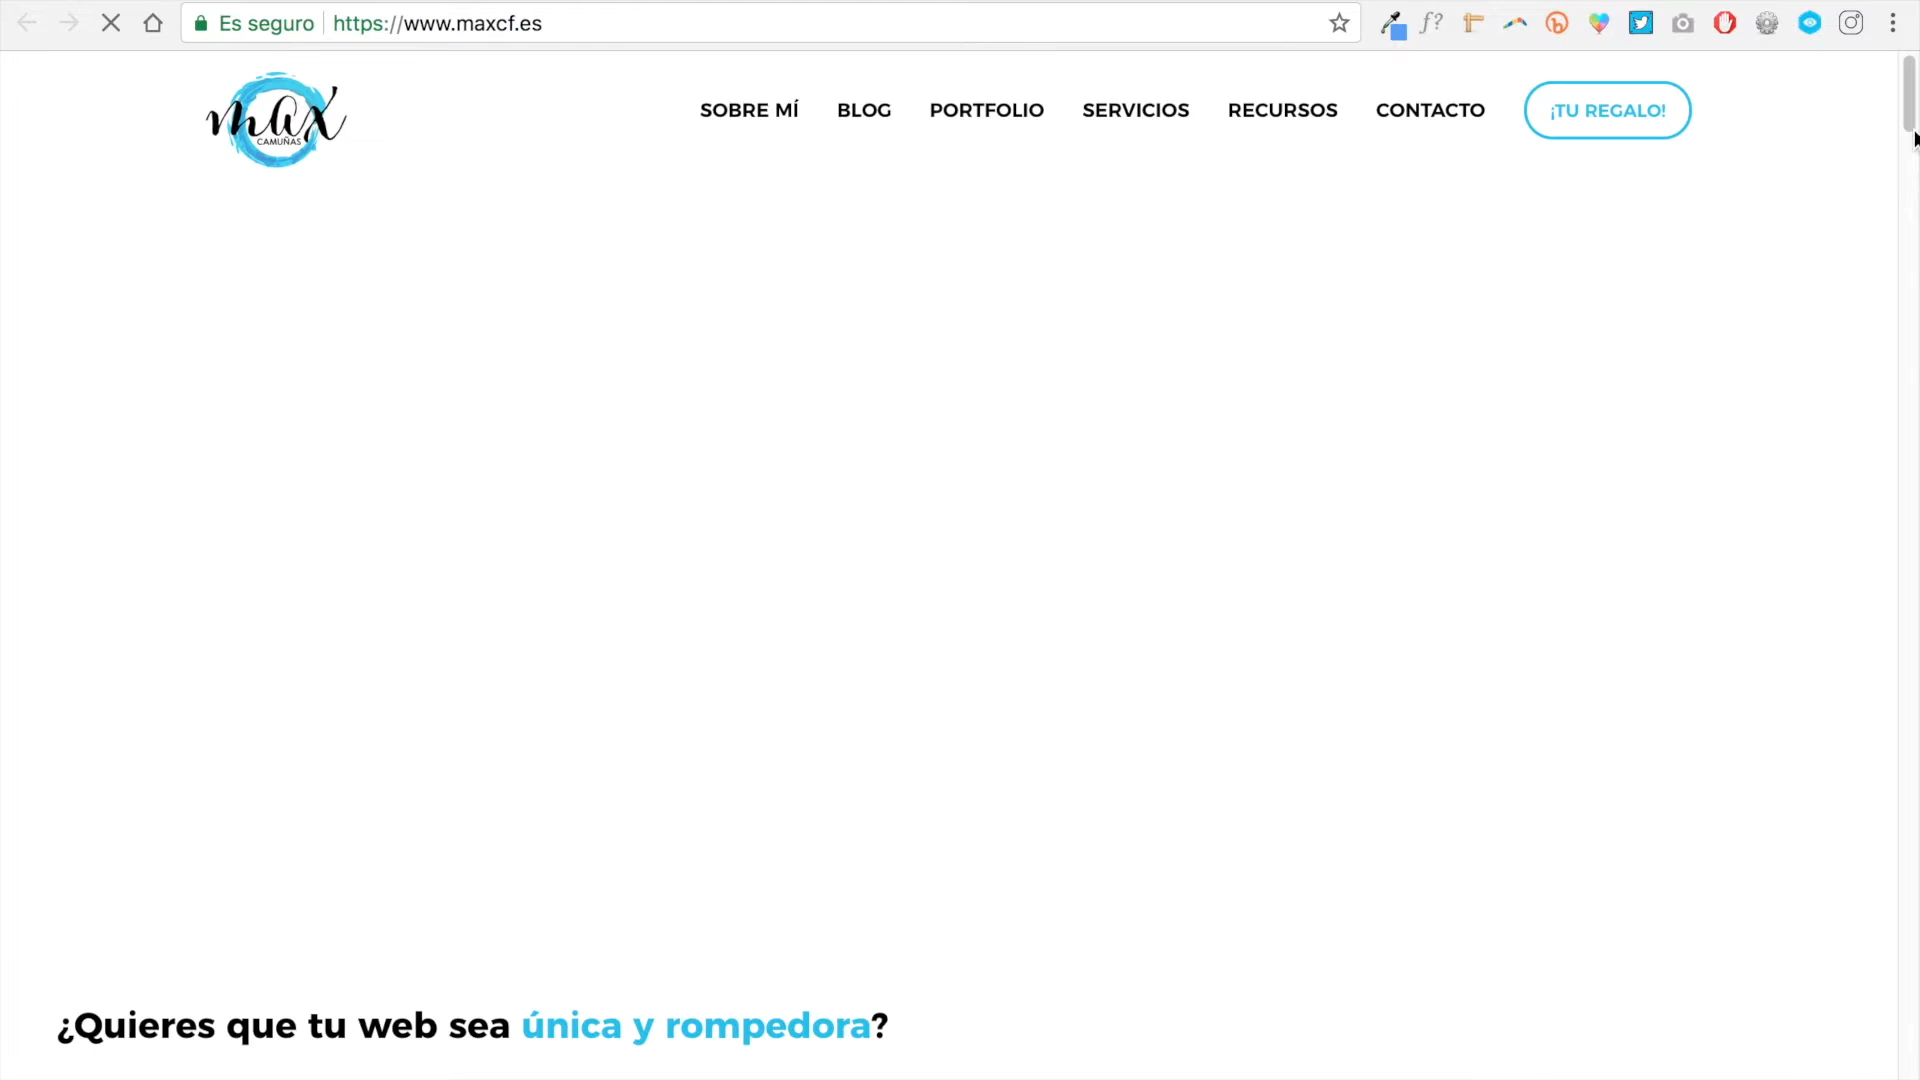 Es seguro https://www.maxcf.es
f?
max
CAMUÑAS
SOBRE MÍ BLOG PORTFOLIO SERVICIOS RECURSOS CONTACTO ¡TU REGALO!
¿Quieres que tu web sea única y rompedora?